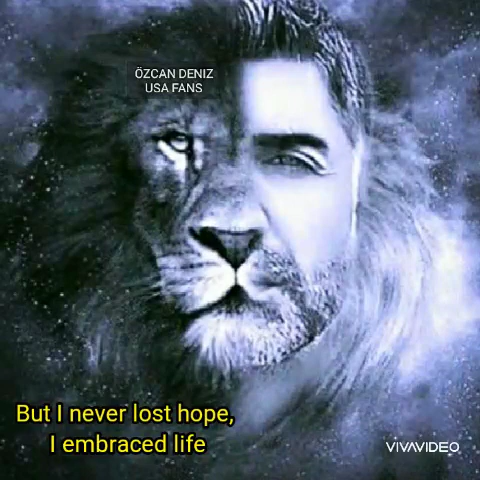 ÖZCAN DENIZ
USA FANS
But I never lost hope,
I embraced life
VIVAVIDEO